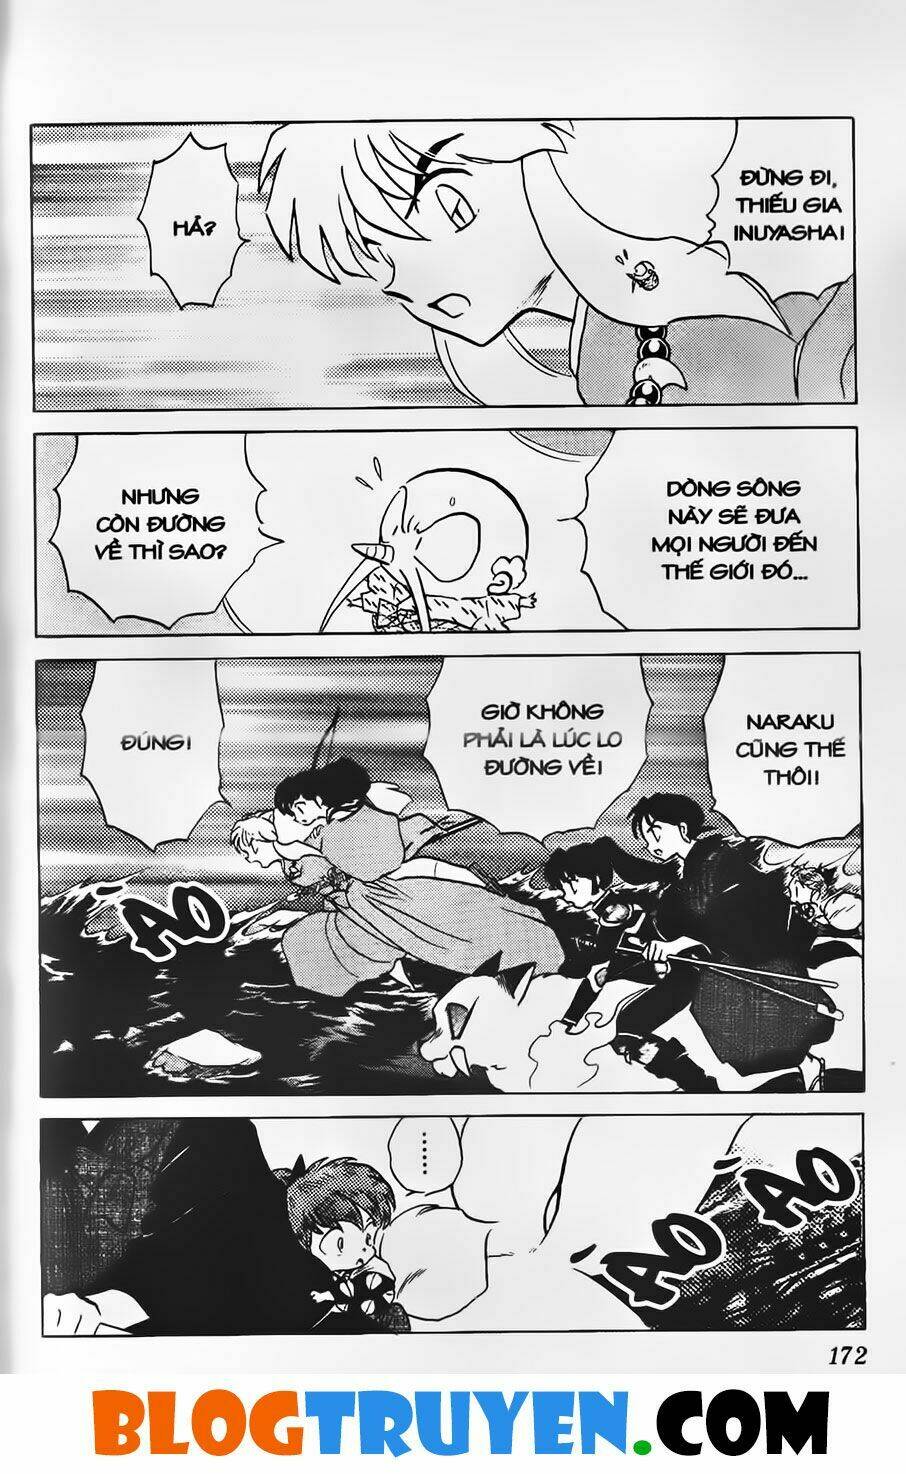 ĐỪNG ĐI,
THIẾU GIA
INUYASHA!
HẢ?
DÒNG SÔNG
NÀY SẼ ĐƯA
MỌI NGƯỜI ĐẾN
THẾ GIỚI ĐÓ...
NHƯNG
CÒN ĐƯỜNG
VỀ THÌ SAO?
NARAKU
CŨNG THẾ
THÔI!
GIỜ KHÔNG
PHẢI LÀ LÚC LO
ĐƯỜNG VỀ!
ĐÚNG!
ÀO
......
ÀO
ÀO
172
BLOGTRUYEN.COM